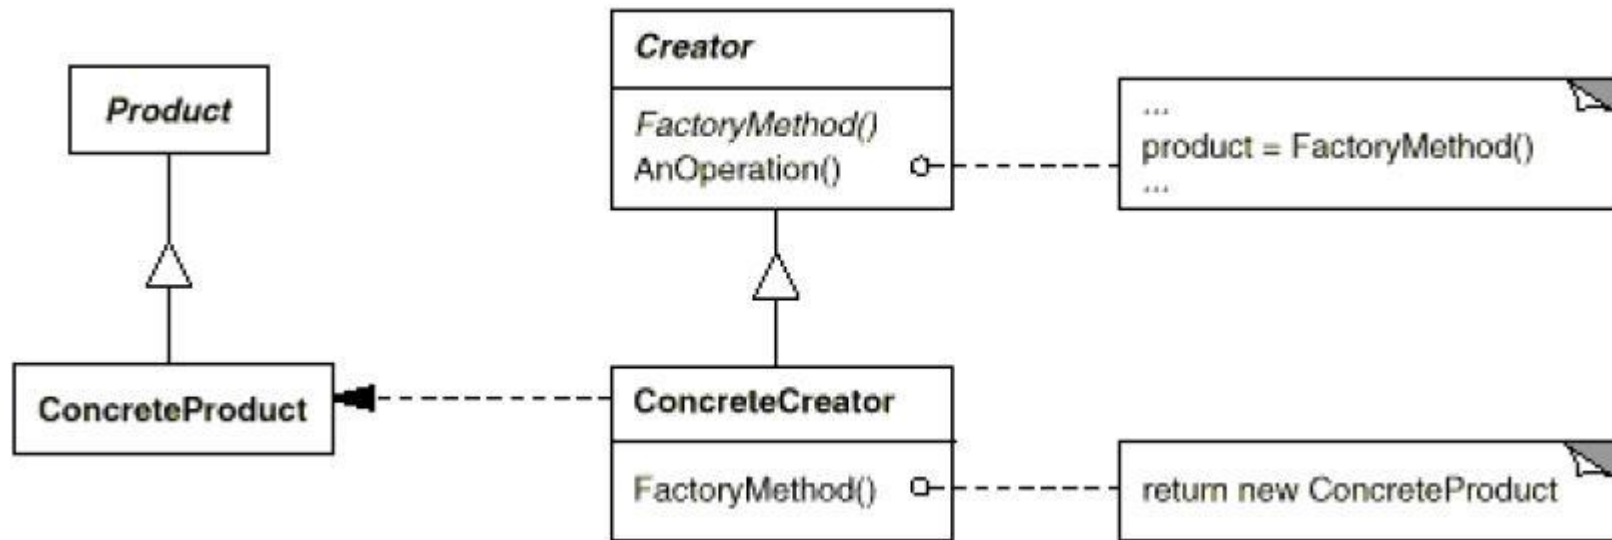 Product
ConcreteProduct
Creator
FactoryMethod()
AnOperation()
...
product = FactoryMethod()
...
ConcreteCreator
FactoryMethod()
return new ConcreteProduct